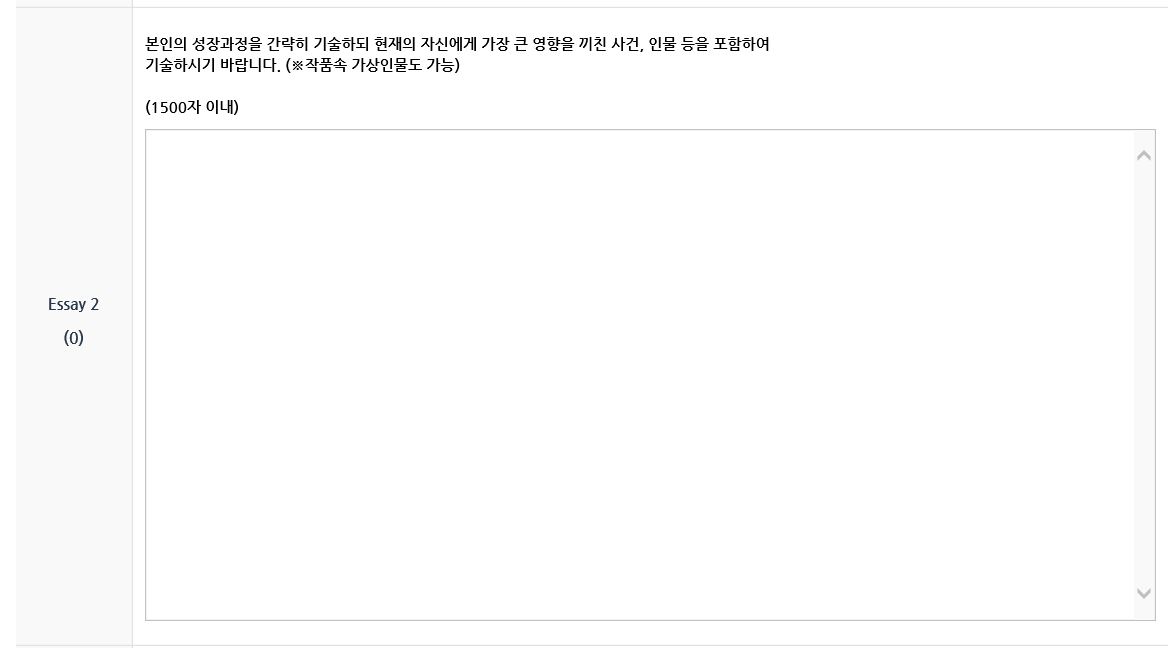 본인의 성장과정을 간략히 기술하되 현재의 자신에게 가장 큰 영향을 끼친 사건, 인물 등을 포함하여
기술하시기 바랍니다. (※작품속 가상인물도 가능)
(1500자 이내)
Essay 2
(0)